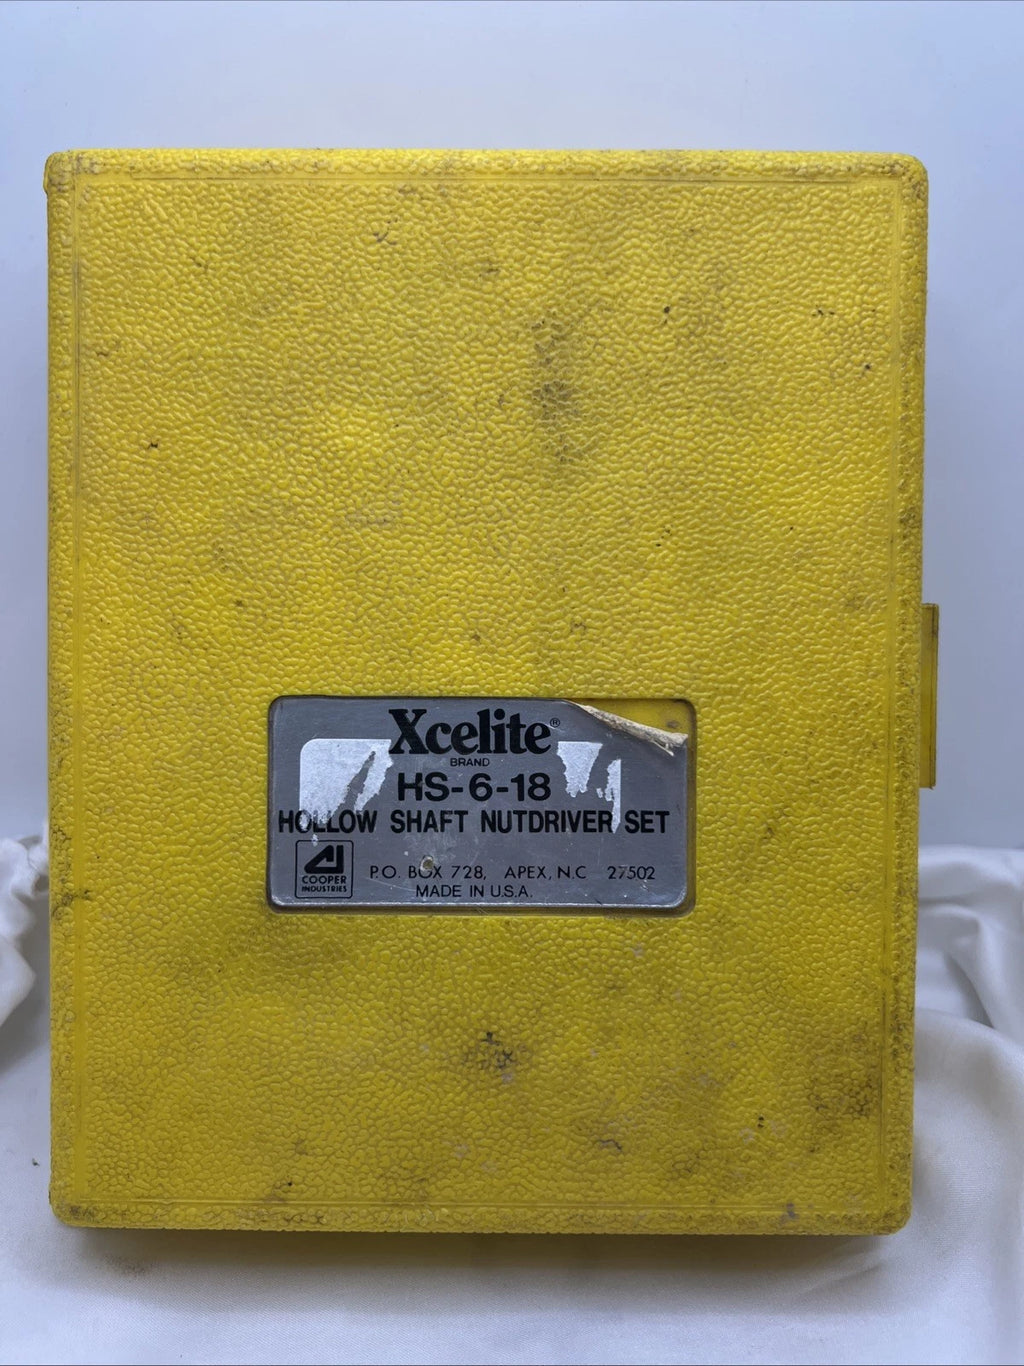 Xcelite®
BRAND
HS-6-18
HOLLOW SHAFT NUTDRIVER SET
COOPER
INDUSTRIES
P.O. BOX 728, APEX, N.C 27502
MADE IN U.S.A.